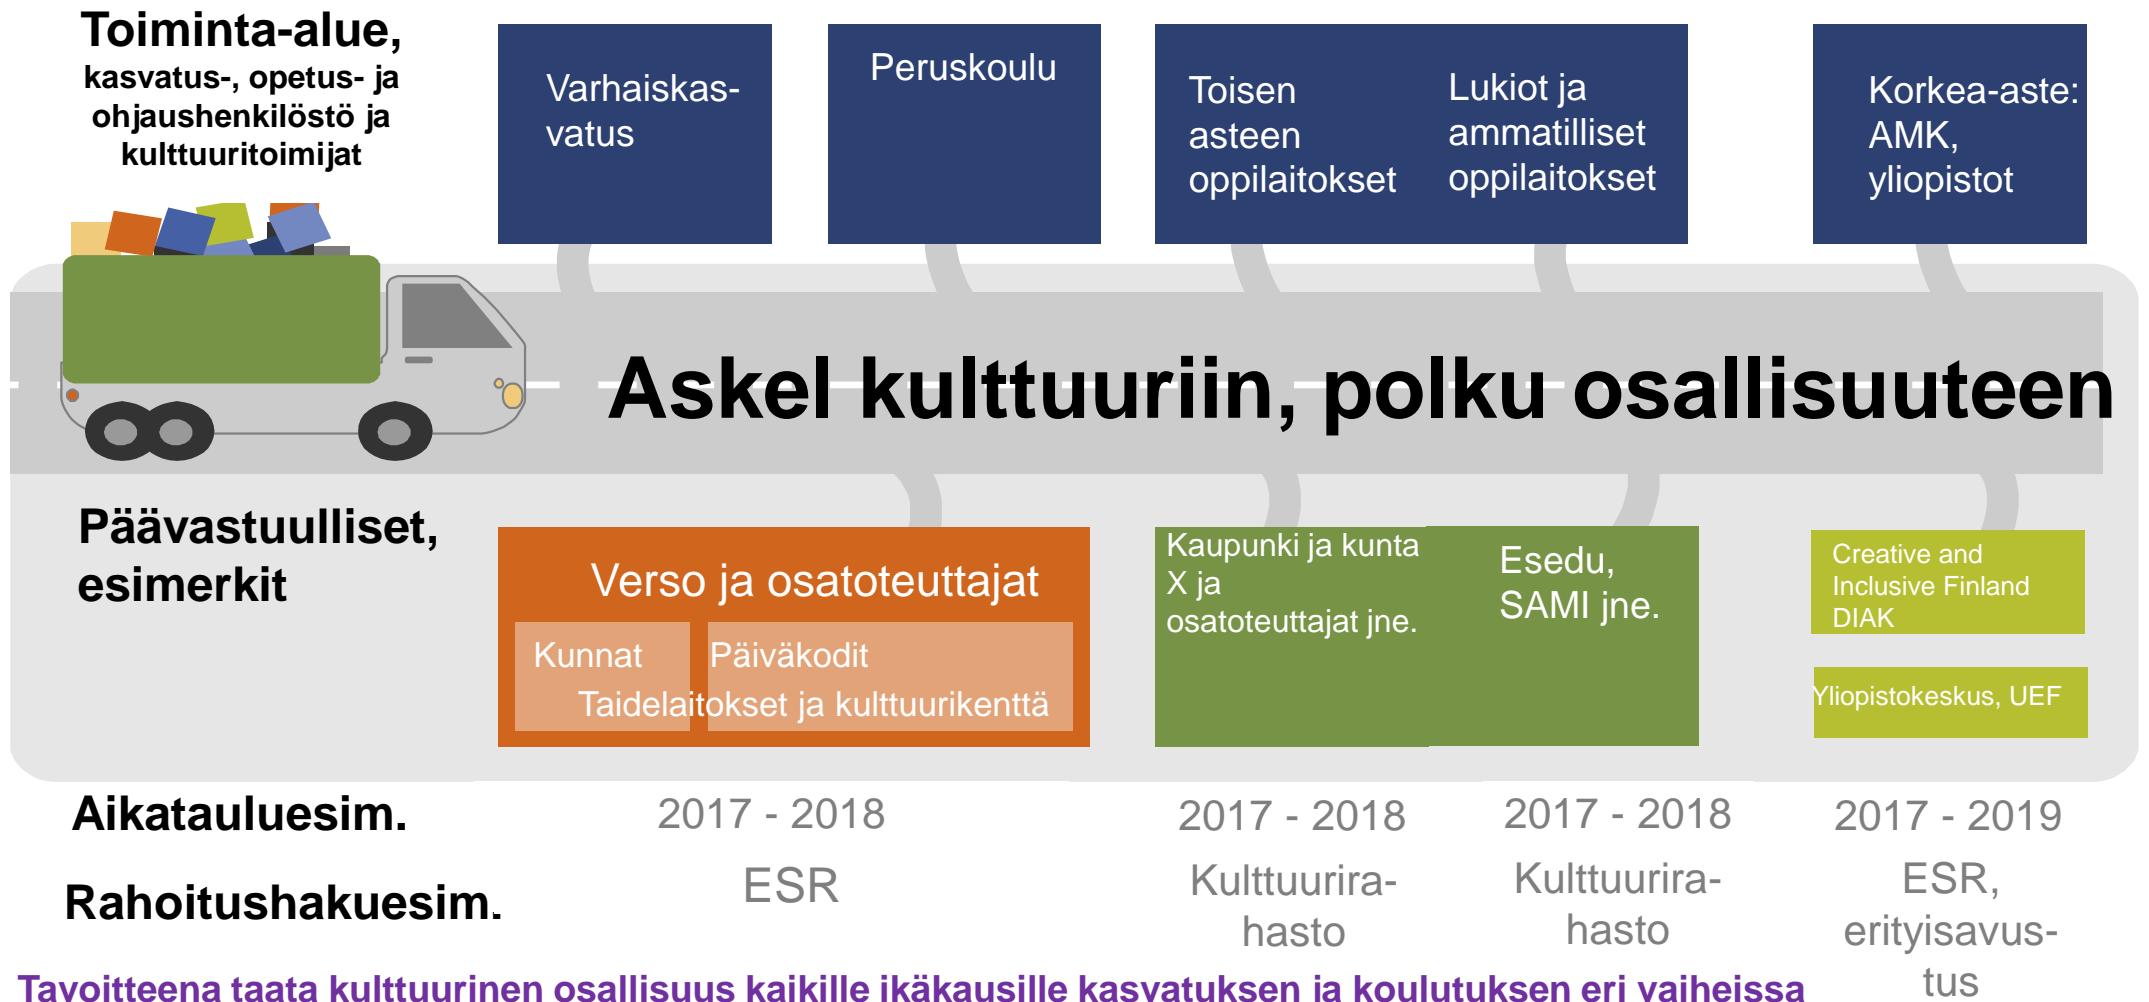 Toiminta-alue,
kasvatus-, opetus- ja
ohjaushenkilöstö ja
kulttuuritoimijat
Varhaiskas-
vatus
Peruskoulu
Toisen
asteen
oppilaitokset
Lukiot ja
ammatilliset
oppilaitokset
Korkea-aste:
AMK,
yliopistot
Askel kulttuuriin, polku osallisuuteen
Päävastuulliset,
esimerkit
Verso ja osatoteuttajat
Kunnat
Päiväkodit
Taidelaitokset ja kulttuurikenttä
Kaupunki ja kunta
X ja
osatoteuttajat jne.
Esedu,
SAMI jne.
Creative and
Inclusive Finland
DIAK
Yliopistokeskus, UEF
Aikatauluesim.
2017 - 2018
2017 - 2018
2017 - 2018
2017 - 2019
Rahoitushakuesim.
ESR
Kulttuurira-
hasto
Kulttuurira-
hasto
ESR,
erityisavus-
tus
Tavoitteena taata kulttuurinen osallisuus kaikille ikäkausille kasvatuksen ja koulutuksen eri vaiheissa